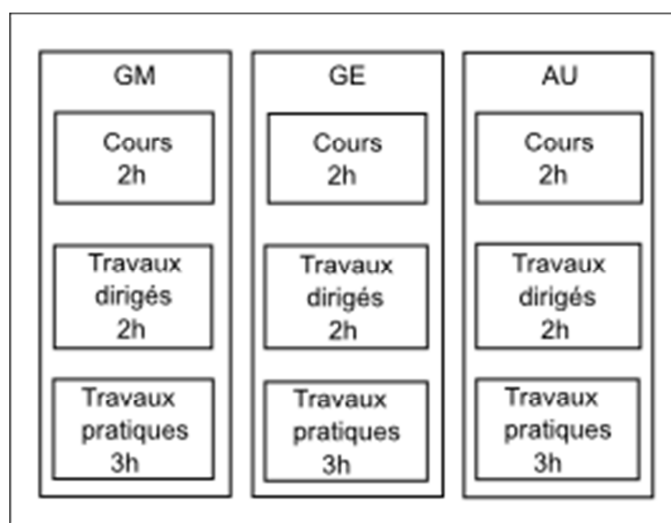 GM
Cours
2h
Travaux
dirigés
2h
Travaux
pratiques
3h
GE
Cours
2h
Travaux
dirigés
2h
Travaux
pratiques
3h
AU
Cours
2h
Travaux
dirigés
2h
Travaux
pratiques
3h